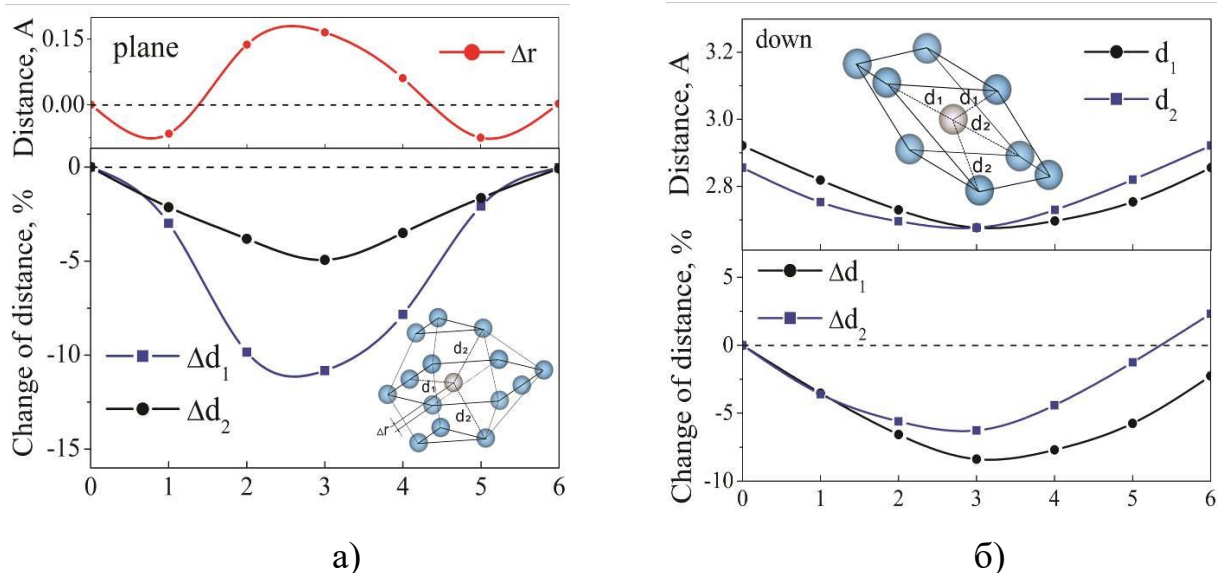 plane
Δr
Distance, A
0.15
0.00
Change of distance, %
0
-5
-10
-15
Δd₁
Δd₂
d₂
d₁
d₂
Δr
0 1 2 3 4 5 6
а)
down
d₁
d₂
Distance, A
3.2
3.0
2.8
d₁ d₁
d₂
d₂
Change of distance, %
5
0
-5
-10
Δd₁
Δd₂
0 1 2 3 4 5 6
б)